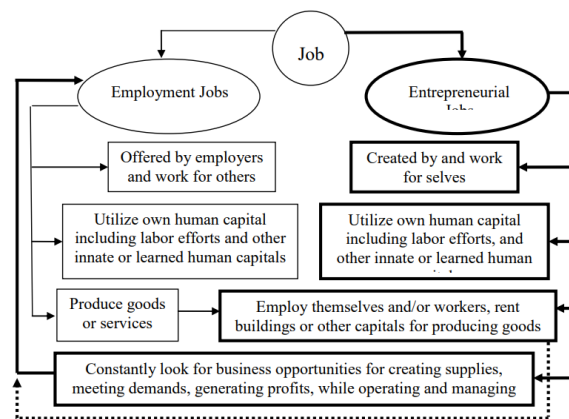 Job
Employment Jobs
Entrepreneurial
Offered by employers
and work for others
Created by and work
for selves
Utilize own human capital
including labor efforts and other
innate or learned human capitals
Utilize own human capital
including labor efforts, and
other innate or learned human
Produce goods
or services
Employ themselves and/or workers, rent
buildings or other capitals for producing goods
Constantly look for business opportunities for creating supplies,
meeting demands, generating profits, while operating and managing